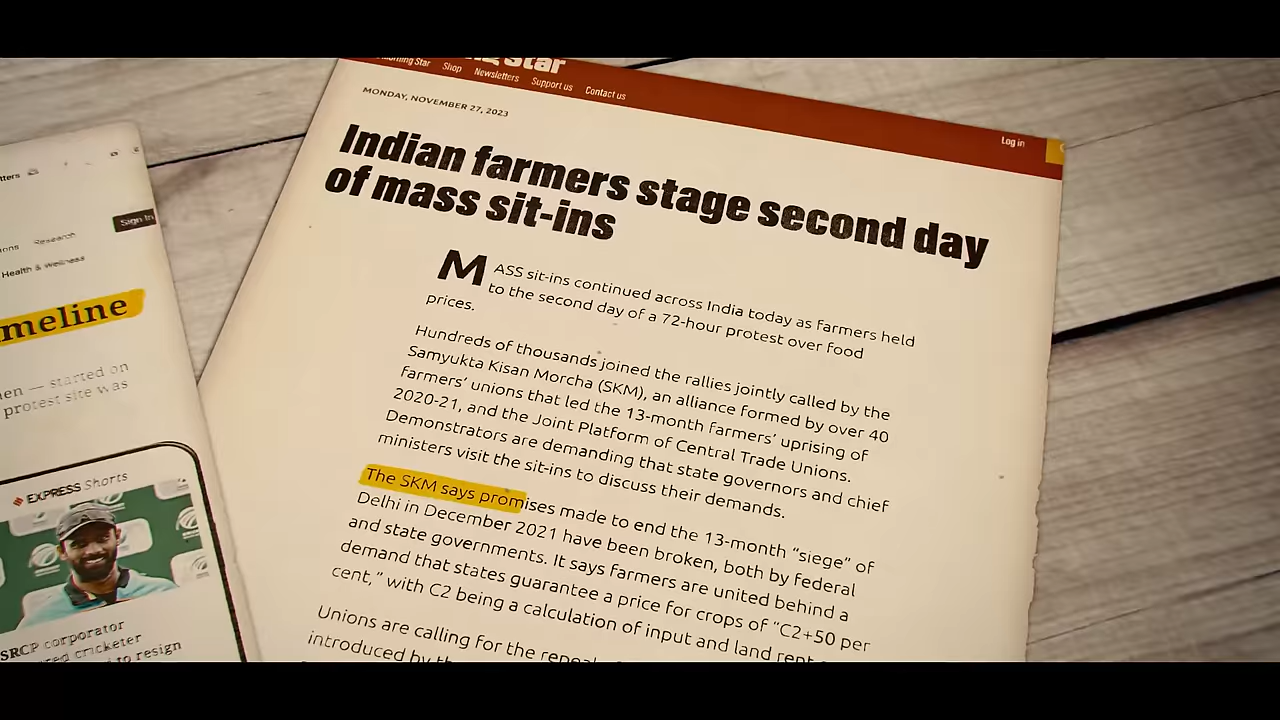 Morning Star Shop Newsletters Support us Contact us
Log in
MONDAY, NOVEMBER 27, 2023
Indian farmers stage second day
of mass sit-ins
MASS sit-ins continued across India today as farmers held
to the second day of a 72-hour protest over food
prices.
Hundreds of thousands joined the rallies jointly called by the
Samyukta Kisan Morcha (SKM), an alliance formed by over 40
farmers' unions that led the 13-month farmers' uprising of
2020-21, and the Joint Platform of Central Trade Unions.
Demonstrators are demanding that state governors and chief
ministers visit the sit-ins to discuss their demands.
The SKM says promises made to end the 13-month “siege” of
Delhi in December 2021 have been broken, both by federal
and state governments. It says farmers are united behind a
demand that states guarantee a price for crops of “C2+50 per
cent,” with C2 being a calculation of input and land rent
Unions are calling for the
introduced by
Sign In
Research
Health & wellness
started on
protest site was
EXPRESS Shorts
corporator
cricketer
to resign